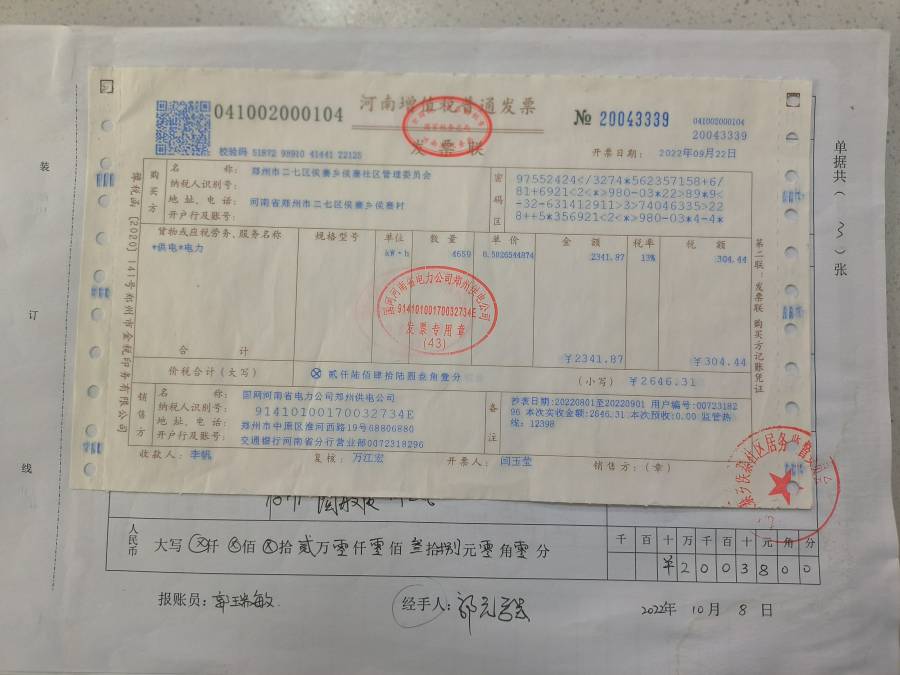 041002000104
河南增值税普通发票
№ 20043339
041002000104
20043339
发票联
校验码 51872 98910 41441 22125
开票日期： 2022年09月22日
购买方
名 称： 郑州市二七区侯寨乡侯寨社区管理委员会
纳税人识别号：
地 址、电 话： 河南省郑州市二七区侯寨乡侯寨村
开户行及账号：
密码区
97552424</3274*562357158+6/
81+6921<2<*>980-03*22>89*9<
-32-631412911>3>74046335>22
8++5*356921<2<*>980-03*4-4*
货物或应税劳务、服务名称 规格型号 单位 数 量 单 价 金 额 税率 税 额
*供电*电力 kW·h 4659 0.5026544874 2341.87 13% 304.44
国网河南省电力公司郑州供电公司
91410100170032734E
发票专用章
(43)
合 计 ￥2341.87 ￥304.44
价税合计（大写） ⊗ 贰仟陆佰肆拾陆圆叁角壹分 （小写） ￥2646.31
销售方
名 称： 国网河南省电力公司郑州供电公司
纳税人识别号： 91410100170032734E
地 址、电 话： 郑州市中原区淮河西路19号68806880
开户行及账号： 交通银行河南省分行营业部0072318296
备注
抄表日期:20220801至20220901 用户编号:00723182
96 本次实收金额:2646.31 本次预收:0.00 监管热
线: 12398
收款人： 李帆 复核： 万江宏 开票人： 闫玉莹 销售方：（章）
第二联：发票联 购买方记账凭证
单据共（ 3 ）张
装
订
线
人民币 大写 ⊗仟 ⊗佰 ⊗拾 贰万零仟零佰叁拾捌元零角零分
千 百 十 万 千 百 十 元 角 分
￥ 2 0 0 3 8 0 0
报账员： 郭瑞敏
经手人：
2022年 10月 8日